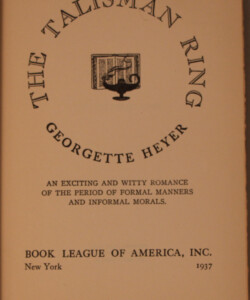 THE TALISMAN RING
GEORGETTE HEYER
AN EXCITING AND WITTY ROMANCE
OF THE PERIOD OF FORMAL MANNERS
AND INFORMAL MORALS.
BOOK LEAGUE OF AMERICA, INC.
New York 1937